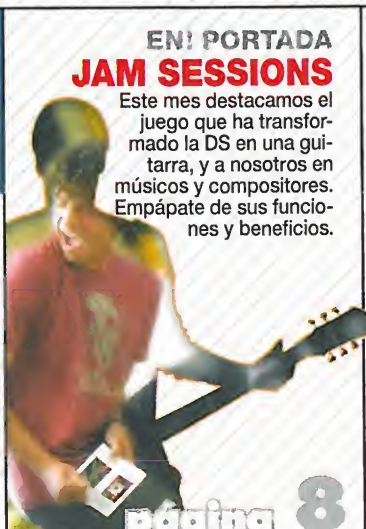 EN! PORTADA
JAM SESSIONS
Este mes destacamos el
juego que ha transfor-
mado la DS en una gui-
tarra, y a nosotros en
músicos y compositores.
Empápate de sus funcio-
nes y beneficios.
página 8